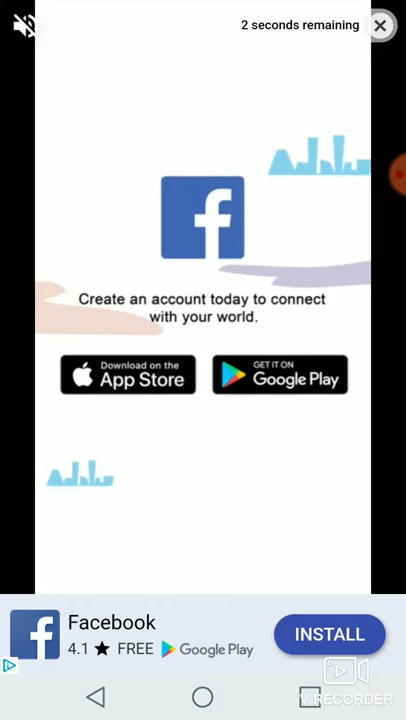 2 seconds remaining
f
Create an account today to connect
with your world.
Download on the
App Store
GET IT ON
Google Play
f
Facebook
4.1 ★ FREE Google Play
INSTALL
V RECORDER